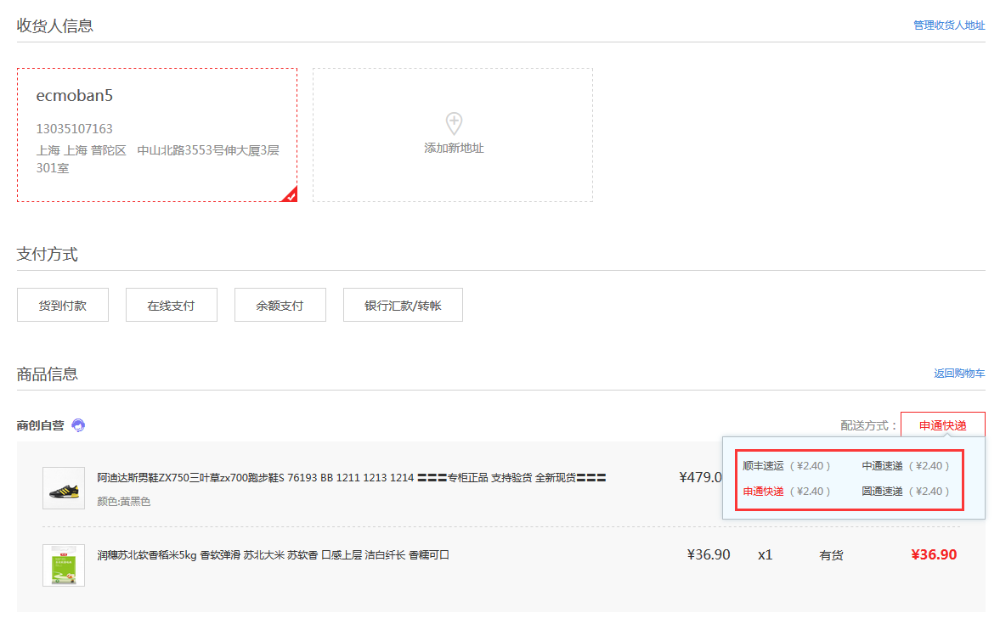 收货人信息
管理收货人地址
ecmoban5
13035107163
上海 上海 普陀区 中山北路3553号伸大厦3层
301室
添加新地址
支付方式
货到付款
在线支付
余额支付
银行汇款/转帐
商品信息
返回购物车
商创自营
配送方式：
申通快递
顺丰速运（¥2.40）
中通速递（¥2.40）
申通快递（¥2.40）
圆通速递（¥2.40）
阿迪达斯男鞋ZX750三叶草zx700跑步鞋S 76193 BB 1211 1213 1214 〓〓〓专柜正品 支持验货 全新现货〓〓〓
¥479.0
颜色:黄黑色
润穗苏北软香稻米5kg 香软弹滑 苏北大米 苏软香 口感上层 洁白纤长 香糯可口
¥36.90
x1
有货
¥36.90